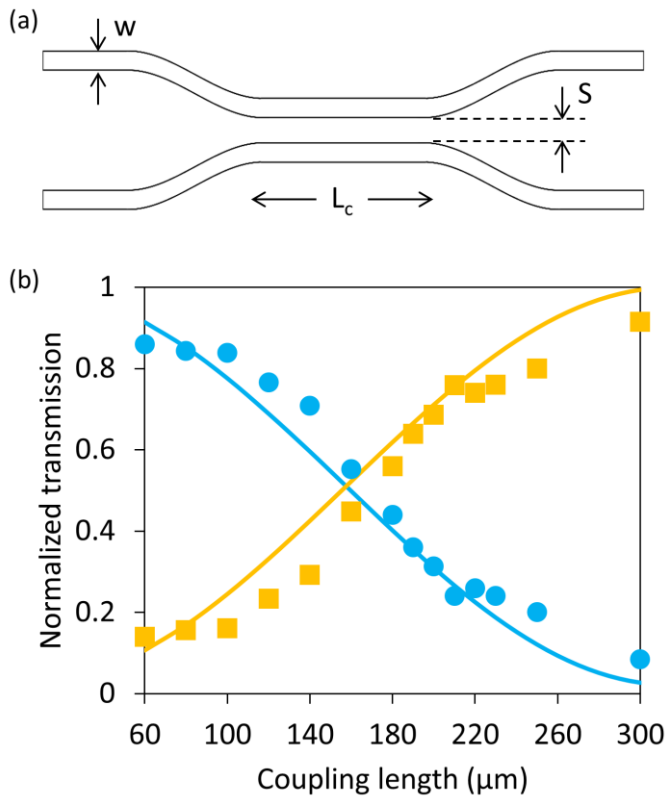 (a)
w
S
Lc
(b)
Normalized transmission
1
0.8
0.6
0.4
0.2
0
60 100 140 180 220 260 300
Coupling length (μm)